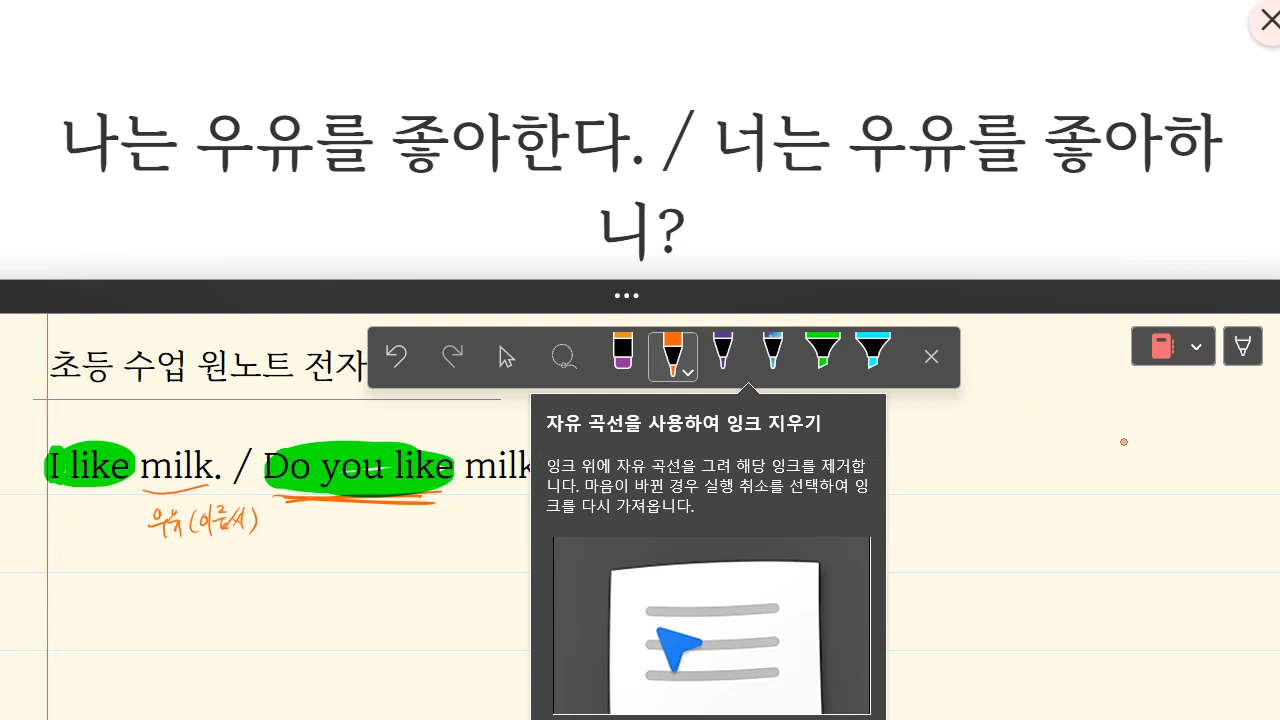 나는 우유를 좋아한다. / 너는 우유를 좋아하
니?
초등 수업 원노트 전자
자유 곡선을 사용하여 잉크 지우기
I like milk. / Do you like milk
잉크 위에 자유 곡선을 그려 해당 잉크를 제거합
니다. 마음이 바뀐 경우 실행 취소를 선택하여 잉
크를 다시 가져옵니다.
우유 (이름씨)